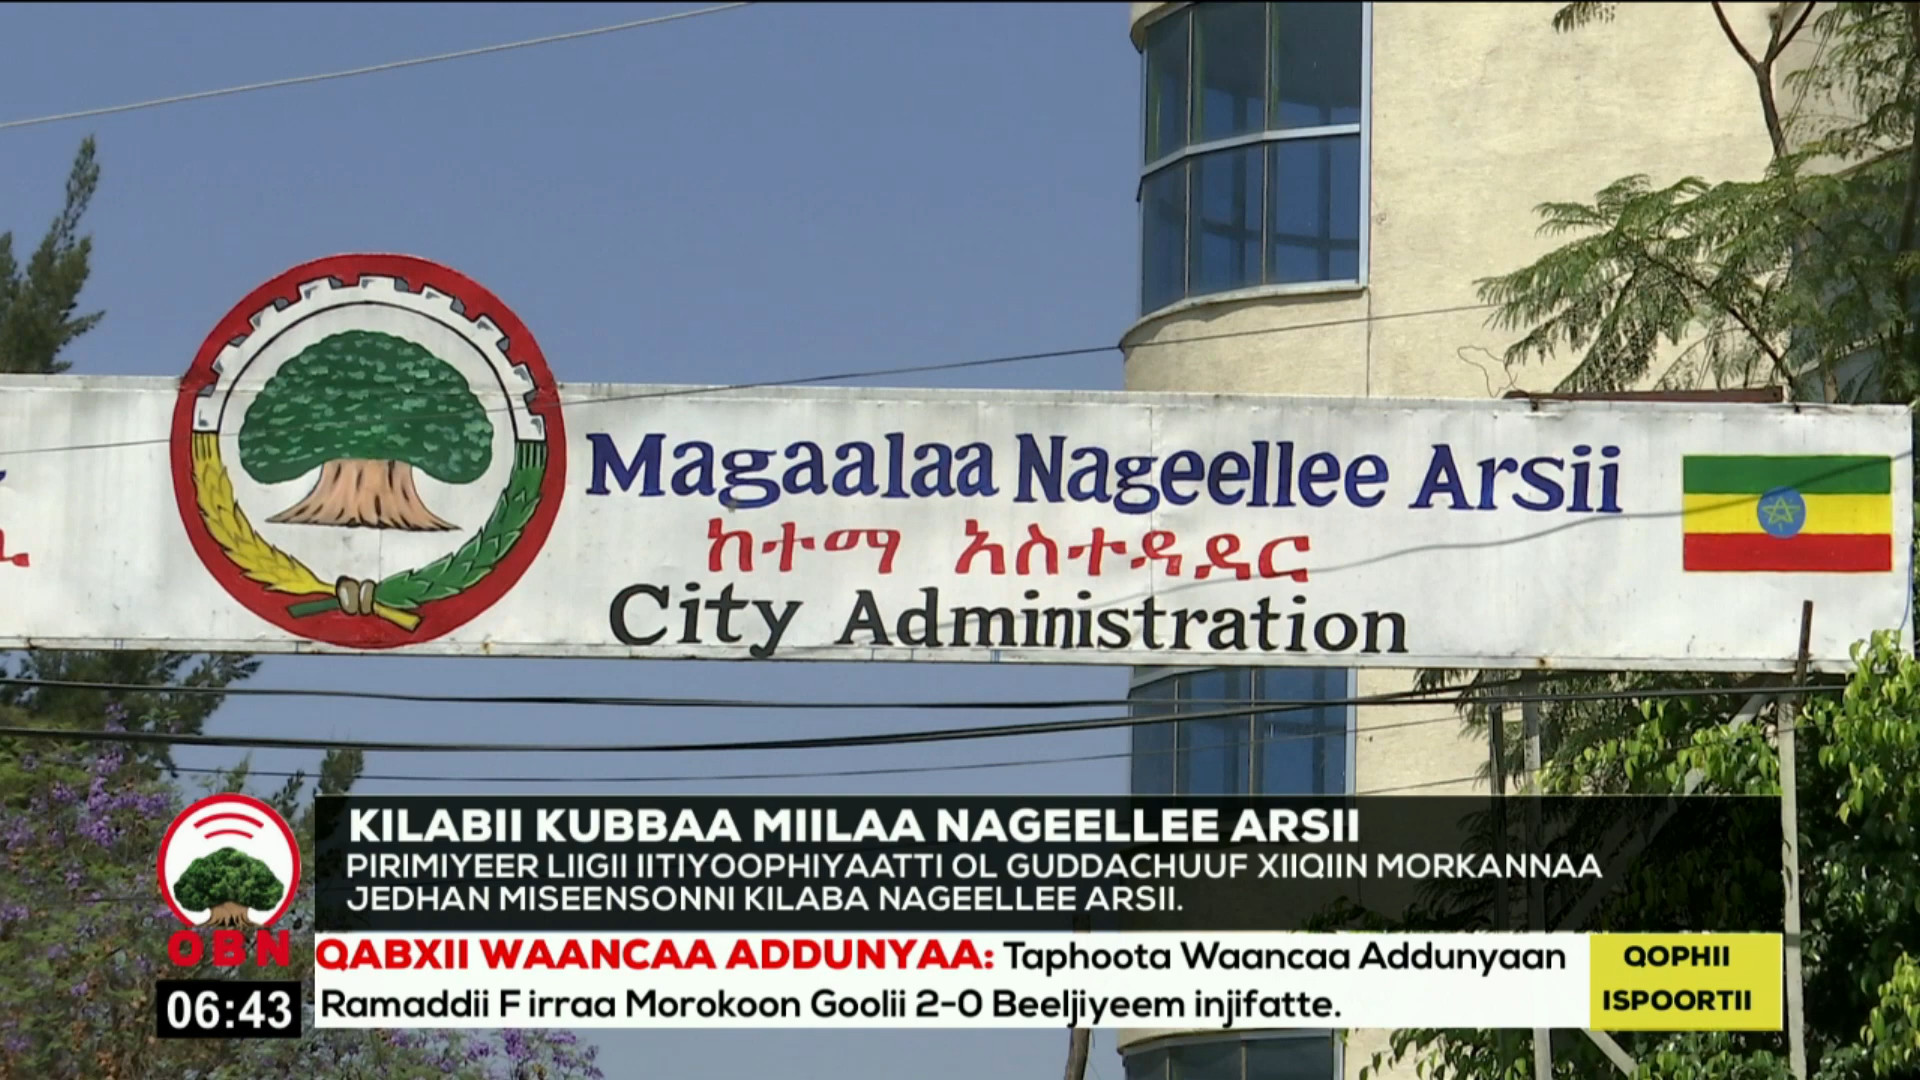 Magaalaa Nageellee Arsii
ከተማ አስተዳደር
City Administration
KILABII KUBBAA MIILAA NAGEELLEE ARSII
PIRIMIYEER LIIGII IITIYOOPHIYAATTI OL GUDDACHUUF XIIQIIN MORKANNAA
JEDHAN MISEENSONNI KILABA NAGEELLEE ARSII.
OBN
QABXII WAANCAA ADDUNYAA: Taphoota Waancaa Addunyaan
Ramaddii F irraa Morokoon Goolii 2-0 Beeljiyeem injifatte.
QOPHII
ISPOORTII
06:43